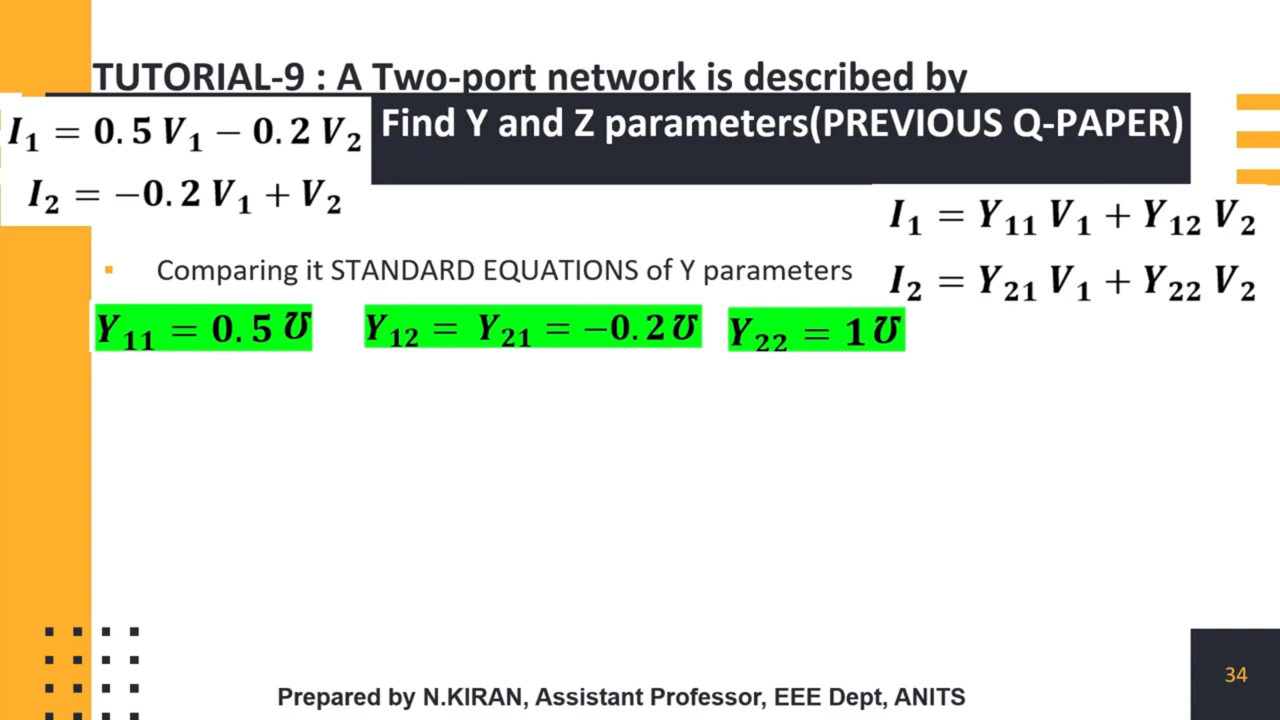 TUTORIAL-9 : A Two-port network is described by
Find Y and Z parameters(PREVIOUS Q-PAPER)
I₁ = 0.5 V₁ − 0.2 V₂
I₂ = −0.2 V₁ + V₂
I₁ = Y₁₁ V₁ + Y₁₂ V₂
I₂ = Y₂₁ V₁ + Y₂₂ V₂
▪ Comparing it STANDARD EQUATIONS of Y parameters
Y₁₁ = 0.5 ℧ Y₁₂ = Y₂₁ = −0.2 ℧ Y₂₂ = 1 ℧
34
Prepared by N.KIRAN, Assistant Professor, EEE Dept, ANITS